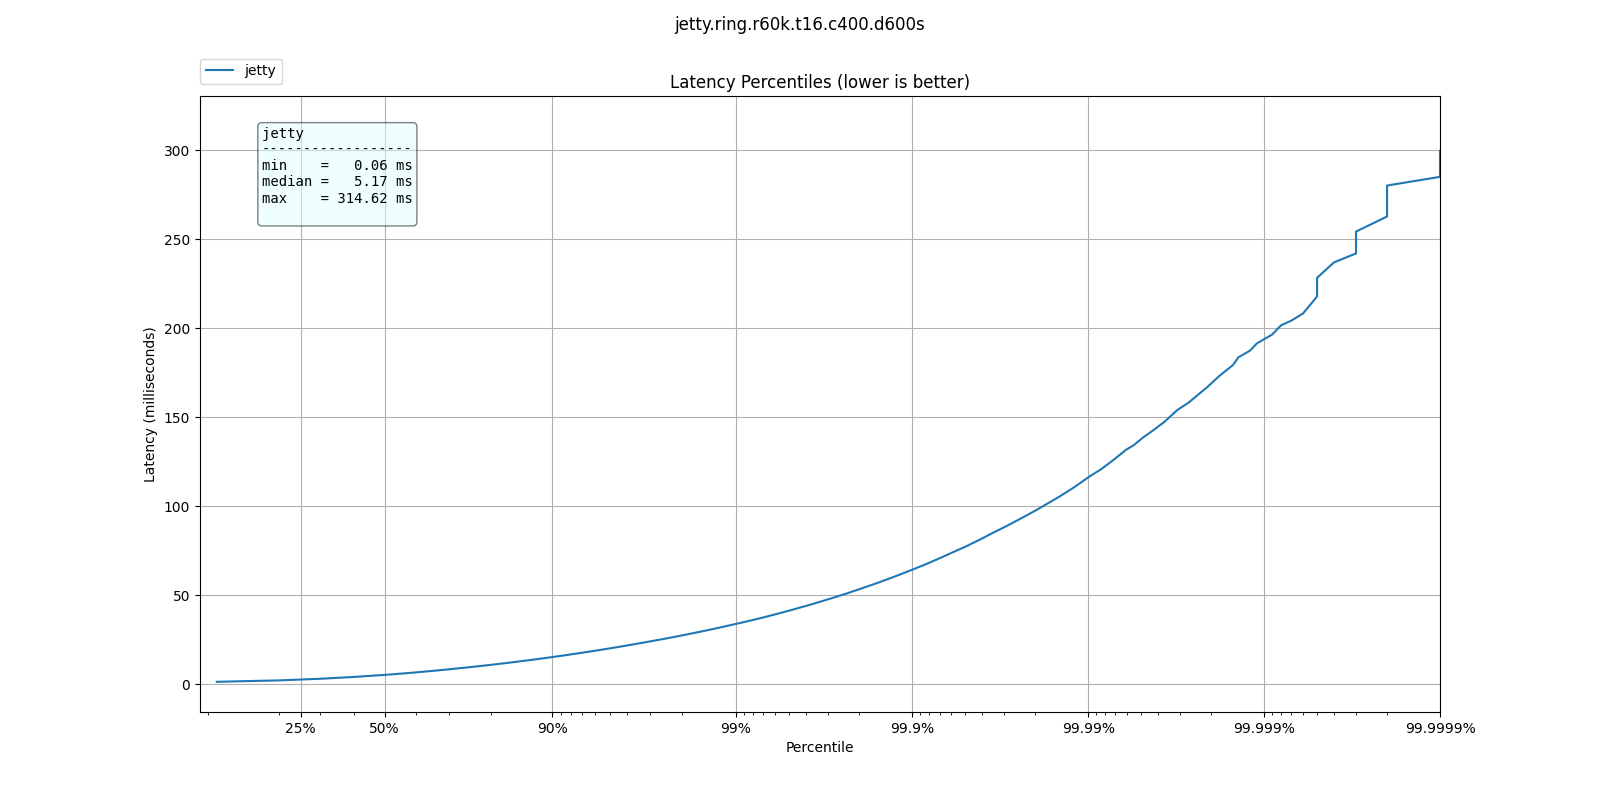 jetty.ring.r60k.t16.c400.d600s
jetty
Latency Percentiles (lower is better)
jetty
------------------
min    =   0.06 ms
median =   5.17 ms
max    = 314.62 ms
300
250
200
150
100
50
0
Latency (milliseconds)
25% 50% 90% 99% 99.9% 99.99% 99.999% 99.9999%
Percentile